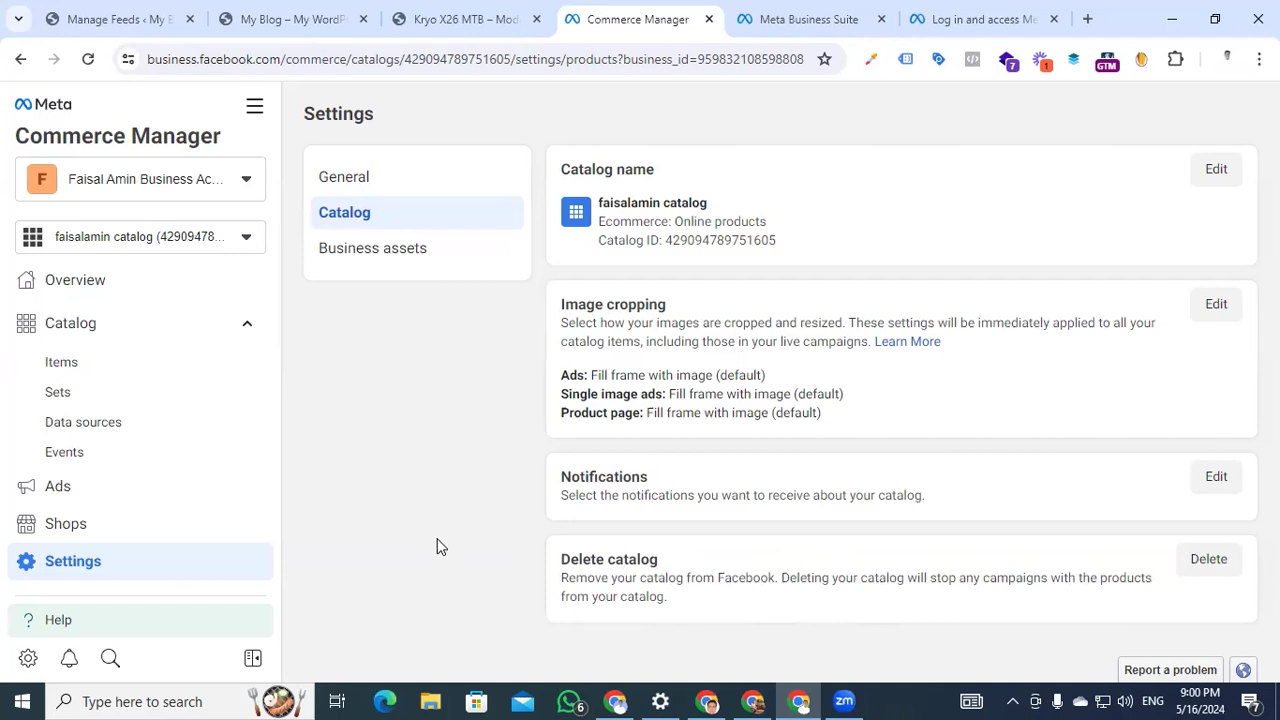 Manage Feeds ‹ My B
My Blog – My WordPr
Kryo X26 MTB – Mod
Commerce Manager
Meta Business Suite
Log in and access Me
business.facebook.com/commerce/catalogs/429094789751605/settings/products?business_id=959832108598808
7
1
GTM
Meta
Commerce Manager
F
Faisal Amin Business Ac...
faisalamin catalog (42909478...
Overview
Catalog
Items
Sets
Data sources
Events
Ads
Shops
Settings
? Help
Settings
General
Catalog
Business assets
Catalog name
Edit
faisalamin catalog
Ecommerce: Online products
Catalog ID: 429094789751605
Image cropping
Edit
Select how your images are cropped and resized. These settings will be immediately applied to all your
catalog items, including those in your live campaigns. Learn More
Ads: Fill frame with image (default)
Single image ads: Fill frame with image (default)
Product page: Fill frame with image (default)
Notifications
Edit
Select the notifications you want to receive about your catalog.
Delete catalog
Delete
Remove your catalog from Facebook. Deleting your catalog will stop any campaigns with the products
from your catalog.
Report a problem
Type here to search
6
zm
ENG
9:00 PM
5/16/2024
7